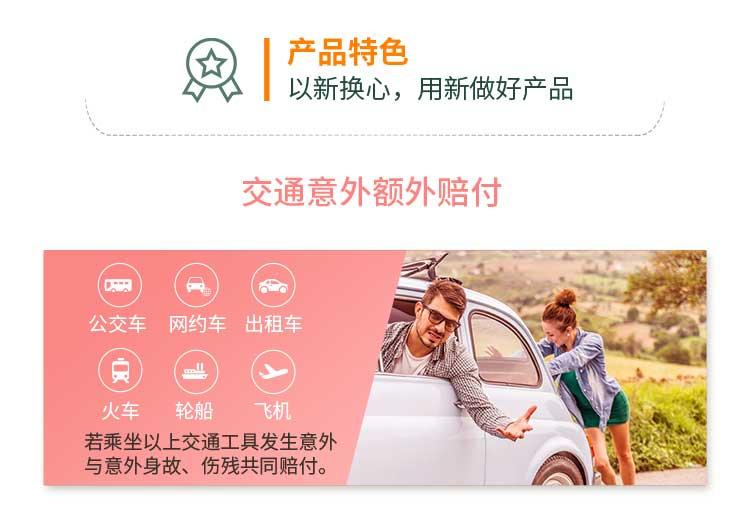 产品特色
以新换心，用新做好产品
交通意外额外赔付
公交车 网约车 出租车
火车 轮船 飞机
若乘坐以上交通工具发生意外
与意外身故、伤残共同赔付。